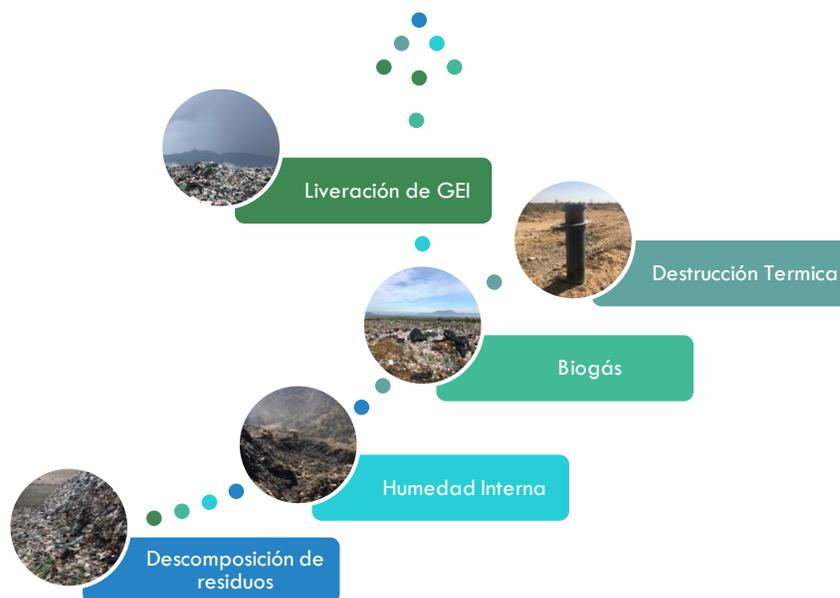 Liveración de GEI
Destrucción Termica
Biogás
Humedad Interna
Descomposición de
residuos